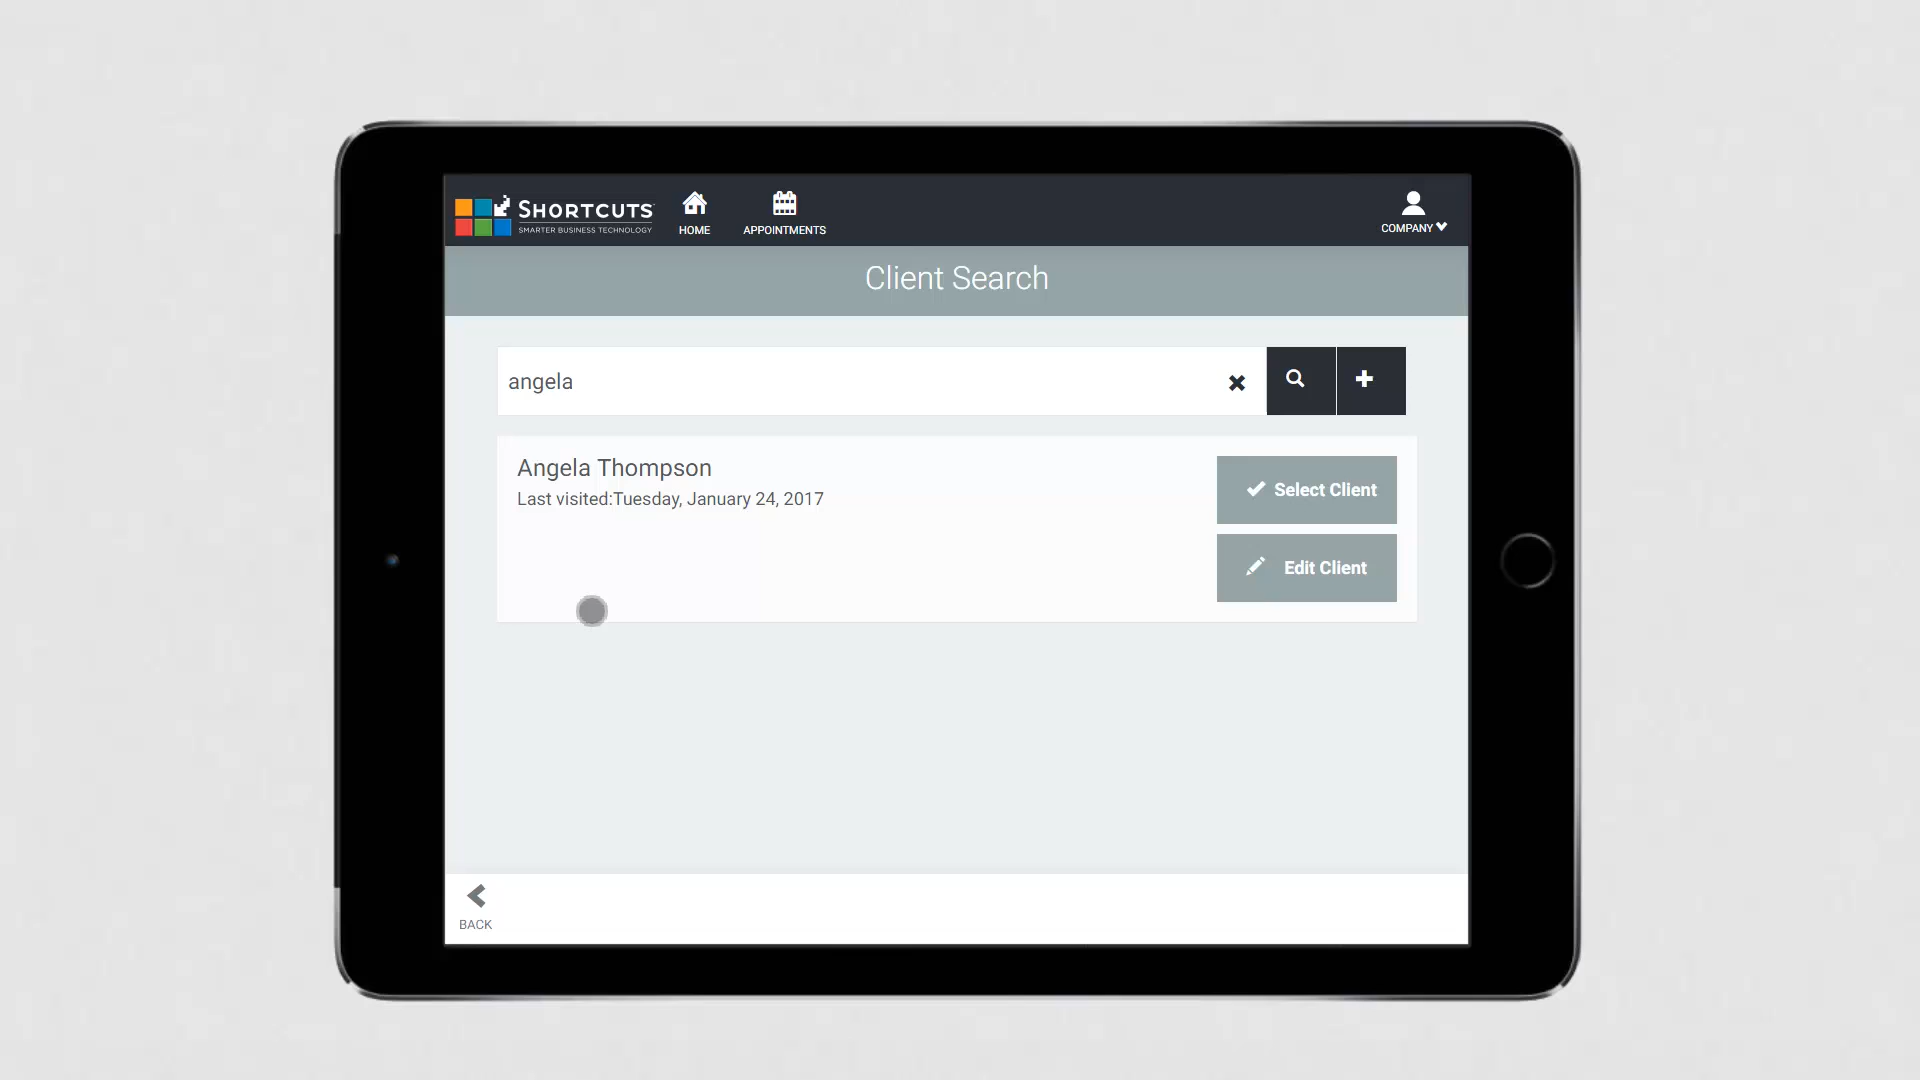 SHORTCUTS
SMARTER BUSINESS TECHNOLOGY
HOME
APPOINTMENTS
COMPANY
Client Search
angela
Angela Thompson
Last visited:Tuesday, January 24, 2017
Select Client
Edit Client
BACK